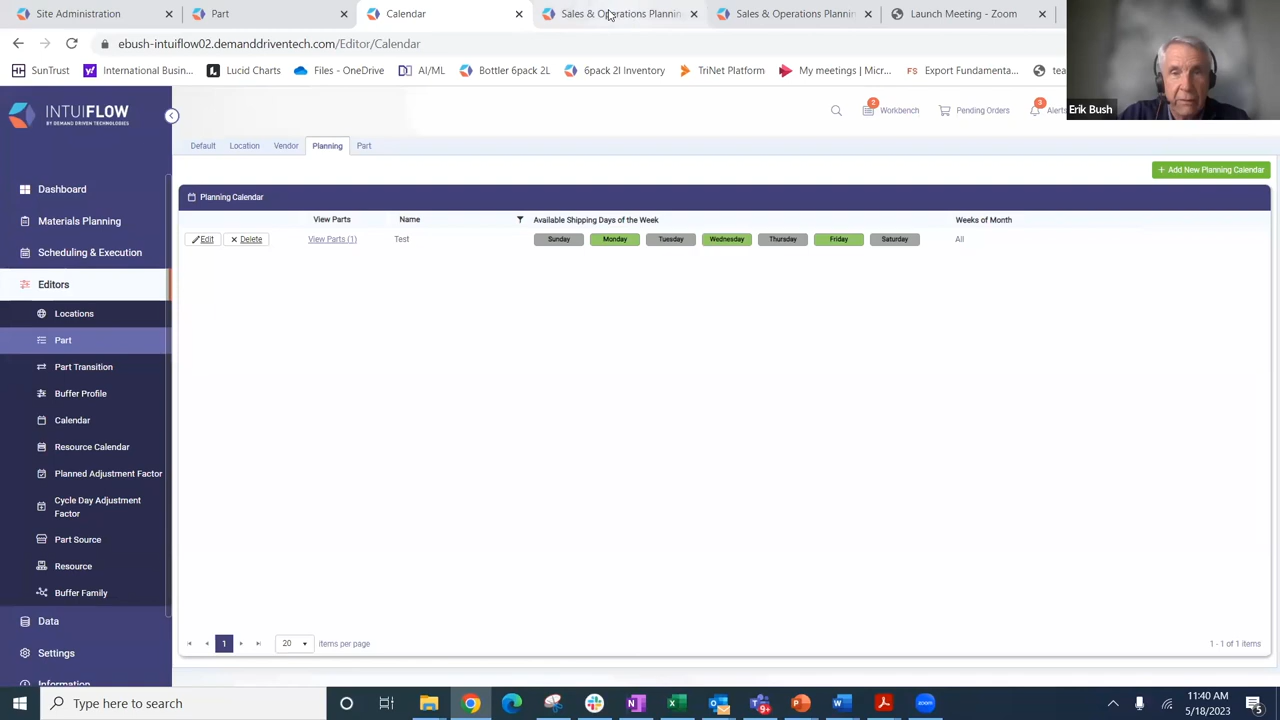 Site Administration
Part
Calendar
Sales & Operations Plannin
Sales & Operations Plannin
Launch Meeting - Zoom
ebush-intuiflow02.demanddriventech.com/Editor/Calendar
SunTrust
International Busin...
Lucid Charts
Files - OneDrive
AI/ML
Bottler 6pack 2L
6pack 2l Inventory
TriNet Platform
My meetings | Micr...
FS Export Fundamenta...
tea
INTUIFLOW
BY DEMAND DRIVEN TECHNOLOGIES
2
Workbench
Pending Orders
3
Alerts
Erik Bush
Default
Location
Vendor
Planning
Part
+ Add New Planning Calendar
Dashboard
Materials Planning
Scheduling & Execution
Editors
Locations
Part
Part Transition
Buffer Profile
Calendar
Resource Calendar
Planned Adjustment Factor
Cycle Day Adjustment
Factor
Part Source
Resource
Buffer Family
Data
Settings
Information
Planning Calendar
View Parts
Name
Available Shipping Days of the Week
Weeks of Month
Edit
Delete
View Parts (1)
Test
Sunday
Monday
Tuesday
Wednesday
Thursday
Friday
Saturday
All
1
20
items per page
1 - 1 of 1 items
Type here to search
11:40 AM
5/18/2023
5